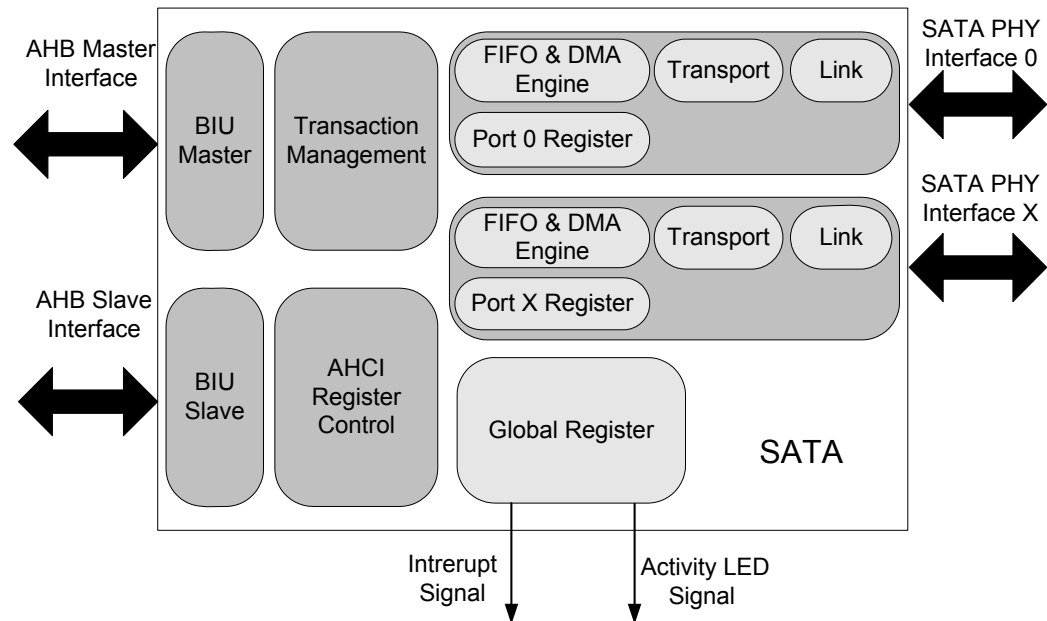 AHB Master
Interface
BIU
Master
Transaction
Management
FIFO & DMA
Engine
Transport
Link
Port 0 Register
SATA PHY
Interface 0
FIFO & DMA
Engine
Transport
Link
Port X Register
SATA PHY
Interface X
AHB Slave
Interface
BIU
Slave
AHCI
Register
Control
Global Register
SATA
Intrerupt
Signal
Activity LED
Signal